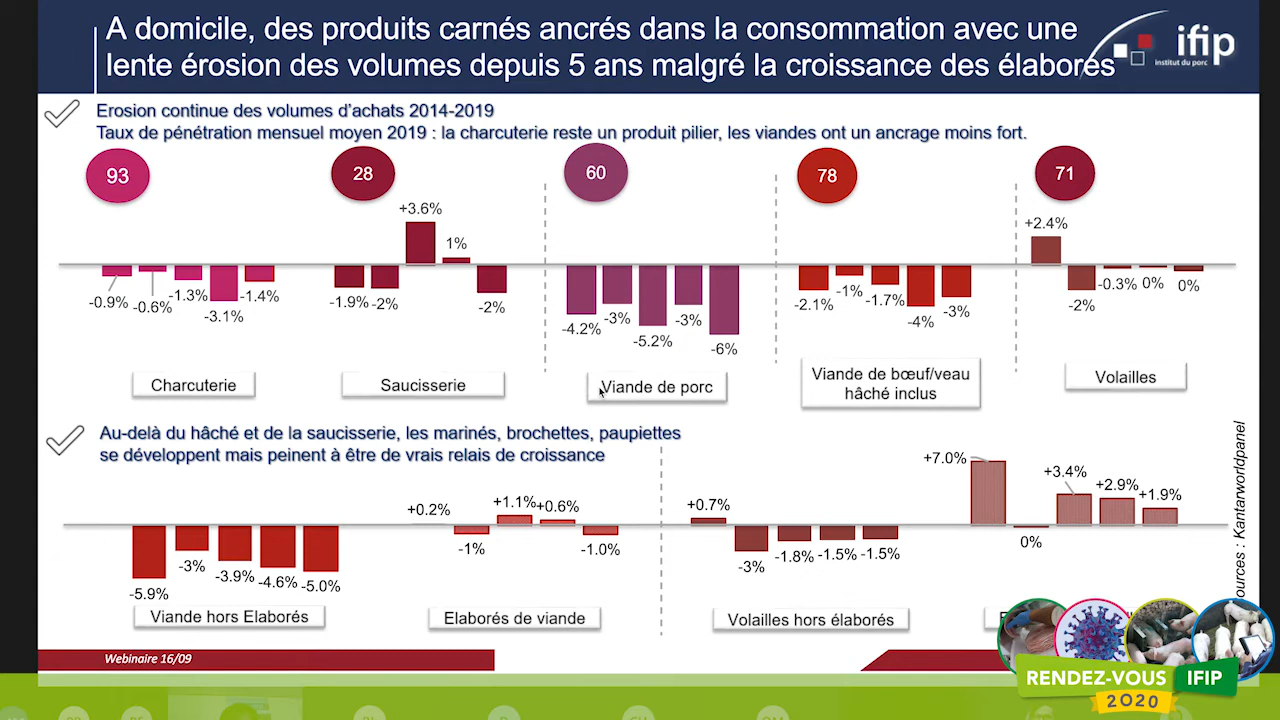 A domicile, des produits carnés ancrés dans la consommation avec une
lente érosion des volumes depuis 5 ans malgré la croissance des élaborés
ifip
institut du porc
Erosion continue des volumes d'achats 2014-2019
Taux de pénétration mensuel moyen 2019 : la charcuterie reste un produit pilier, les viandes ont un ancrage moins fort.
93
28
60
78
71
-0.9%
-0.6%
-1.3%
-3.1%
-1.4%
-1.9%
-2%
+3.6%
1%
-2%
-4.2%
-3%
-5.2%
-3%
-6%
-2.1%
-1%
-1.7%
-4%
-3%
+2.4%
-2%
-0.3%
0%
0%
Charcuterie
Saucisserie
Viande de porc
Viande de bœuf/veau
hâché inclus
Volailles
Au-delà du hâché et de la saucisserie, les marinés, brochettes, paupiettes
se développent mais peinent à être de vrais relais de croissance
-5.9%
-3%
-3.9%
-4.6%
-5.0%
+0.2%
-1%
+1.1%
+0.6%
-1.0%
+0.7%
-3%
-1.8%
-1.5%
-1.5%
+7.0%
0%
+3.4%
+2.9%
+1.9%
Viande hors Elaborés
Elaborés de viande
Volailles hors élaborés
ources : Kantarworldpanel
Webinaire 16/09
RENDEZ-VOUS IFIP
2020